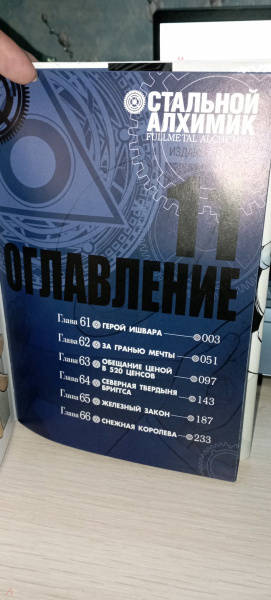 СТАЛЬНОЙ
АЛХИМИК
FULLMETAL ALCHEMIST
ИЗДА
11
ОГЛАВЛЕНИЕ
Глава 61 ГЕРОЙ ИШВАРА 003
Глава 62 ЗА ГРАНЬЮ МЕЧТЫ 051
Глава 63 ОБЕЩАНИЕ ЦЕНОЙ
В 520 ЦЕНСОВ 097
Глава 64 СЕВЕРНАЯ ТВЕРДЫНЯ
БРИГГСА 143
Глава 65 ЖЕЛЕЗНЫЙ ЗАКОН 187
Глава 66 СНЕЖНАЯ КОРОЛЕВА 233